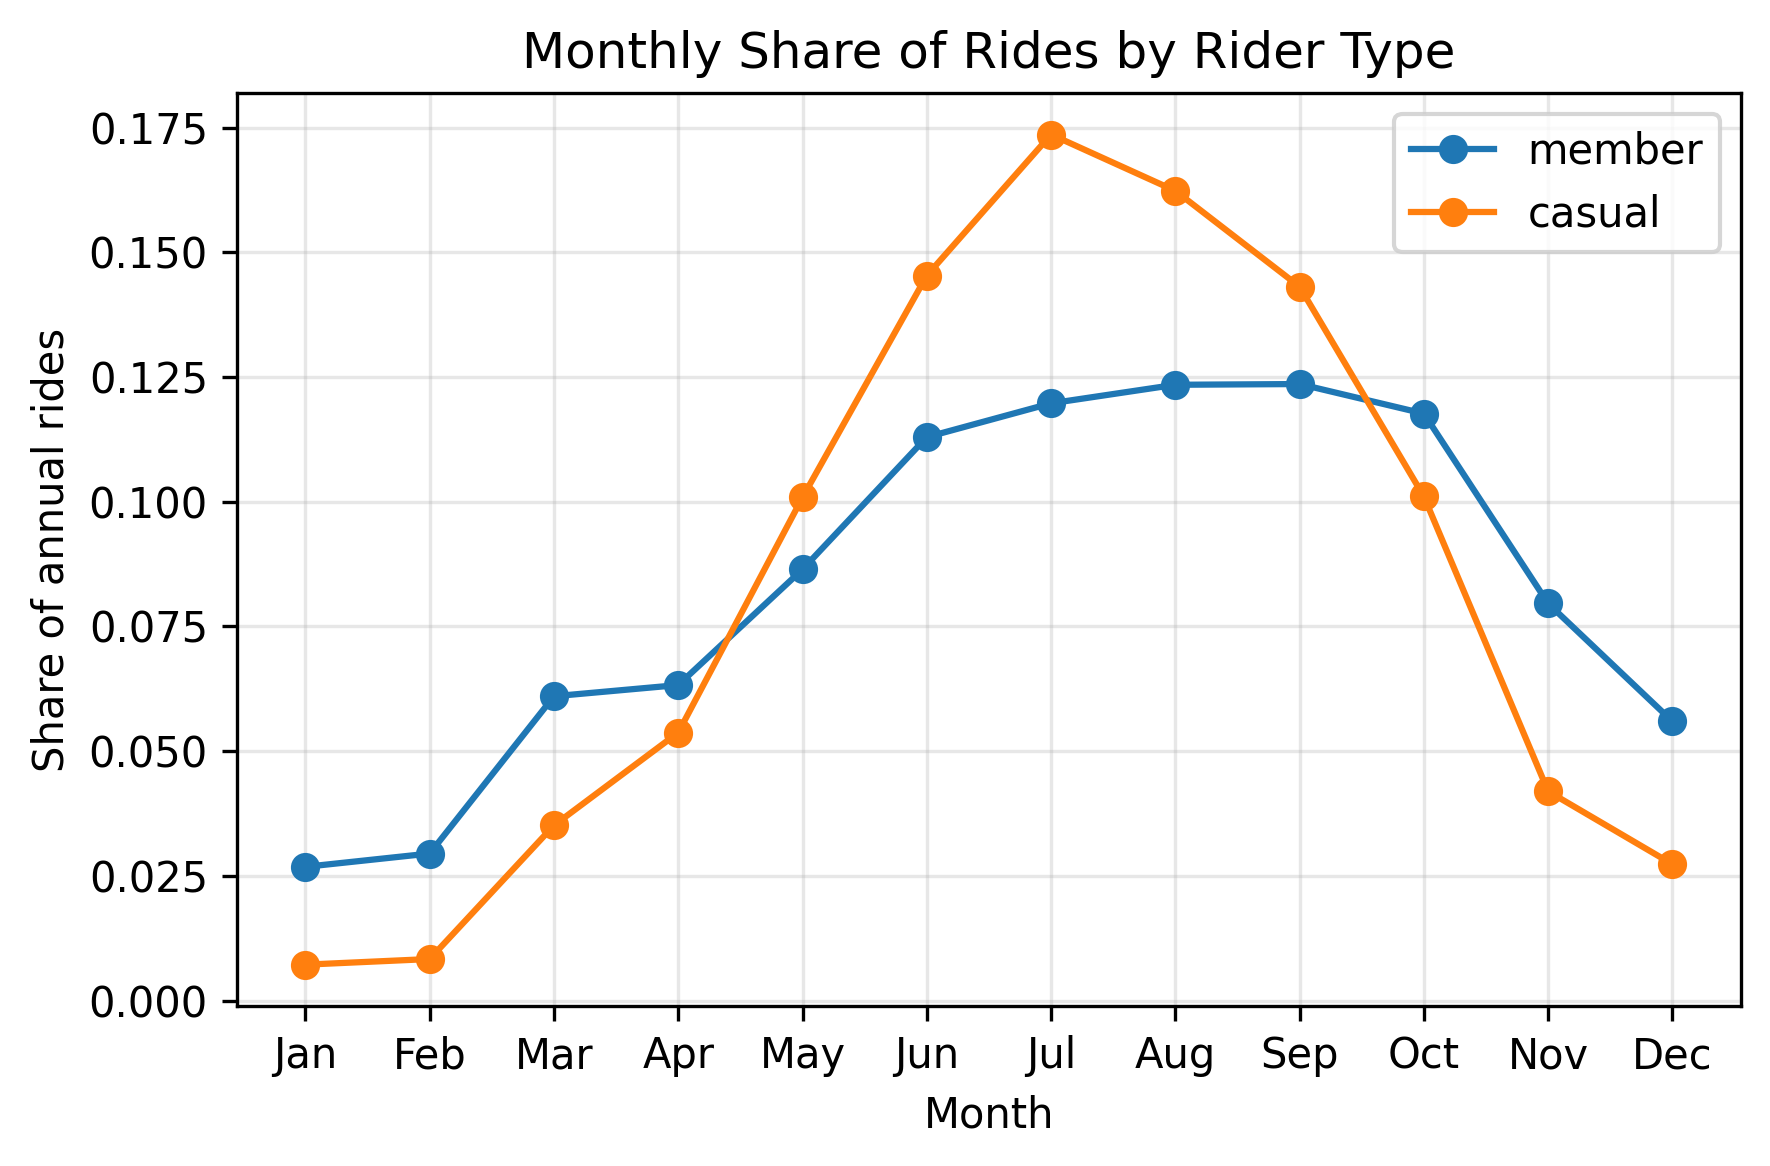 Monthly Share of Rides by Rider Type
member
casual
Share of annual rides
0.175
0.150
0.125
0.100
0.075
0.050
0.025
0.000
Jan Feb Mar Apr May Jun Jul Aug Sep Oct Nov Dec
Month